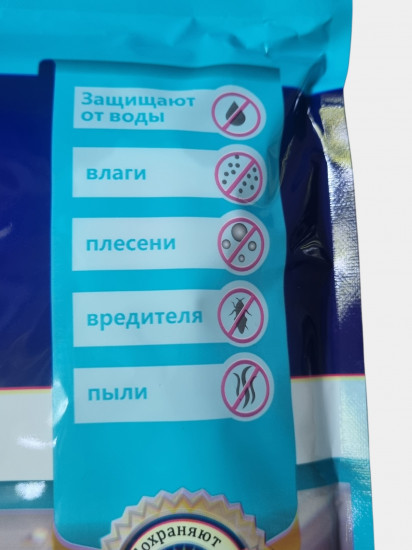 Защищают
от воды
влаги
плесени
вредителя
пыли
охраняют